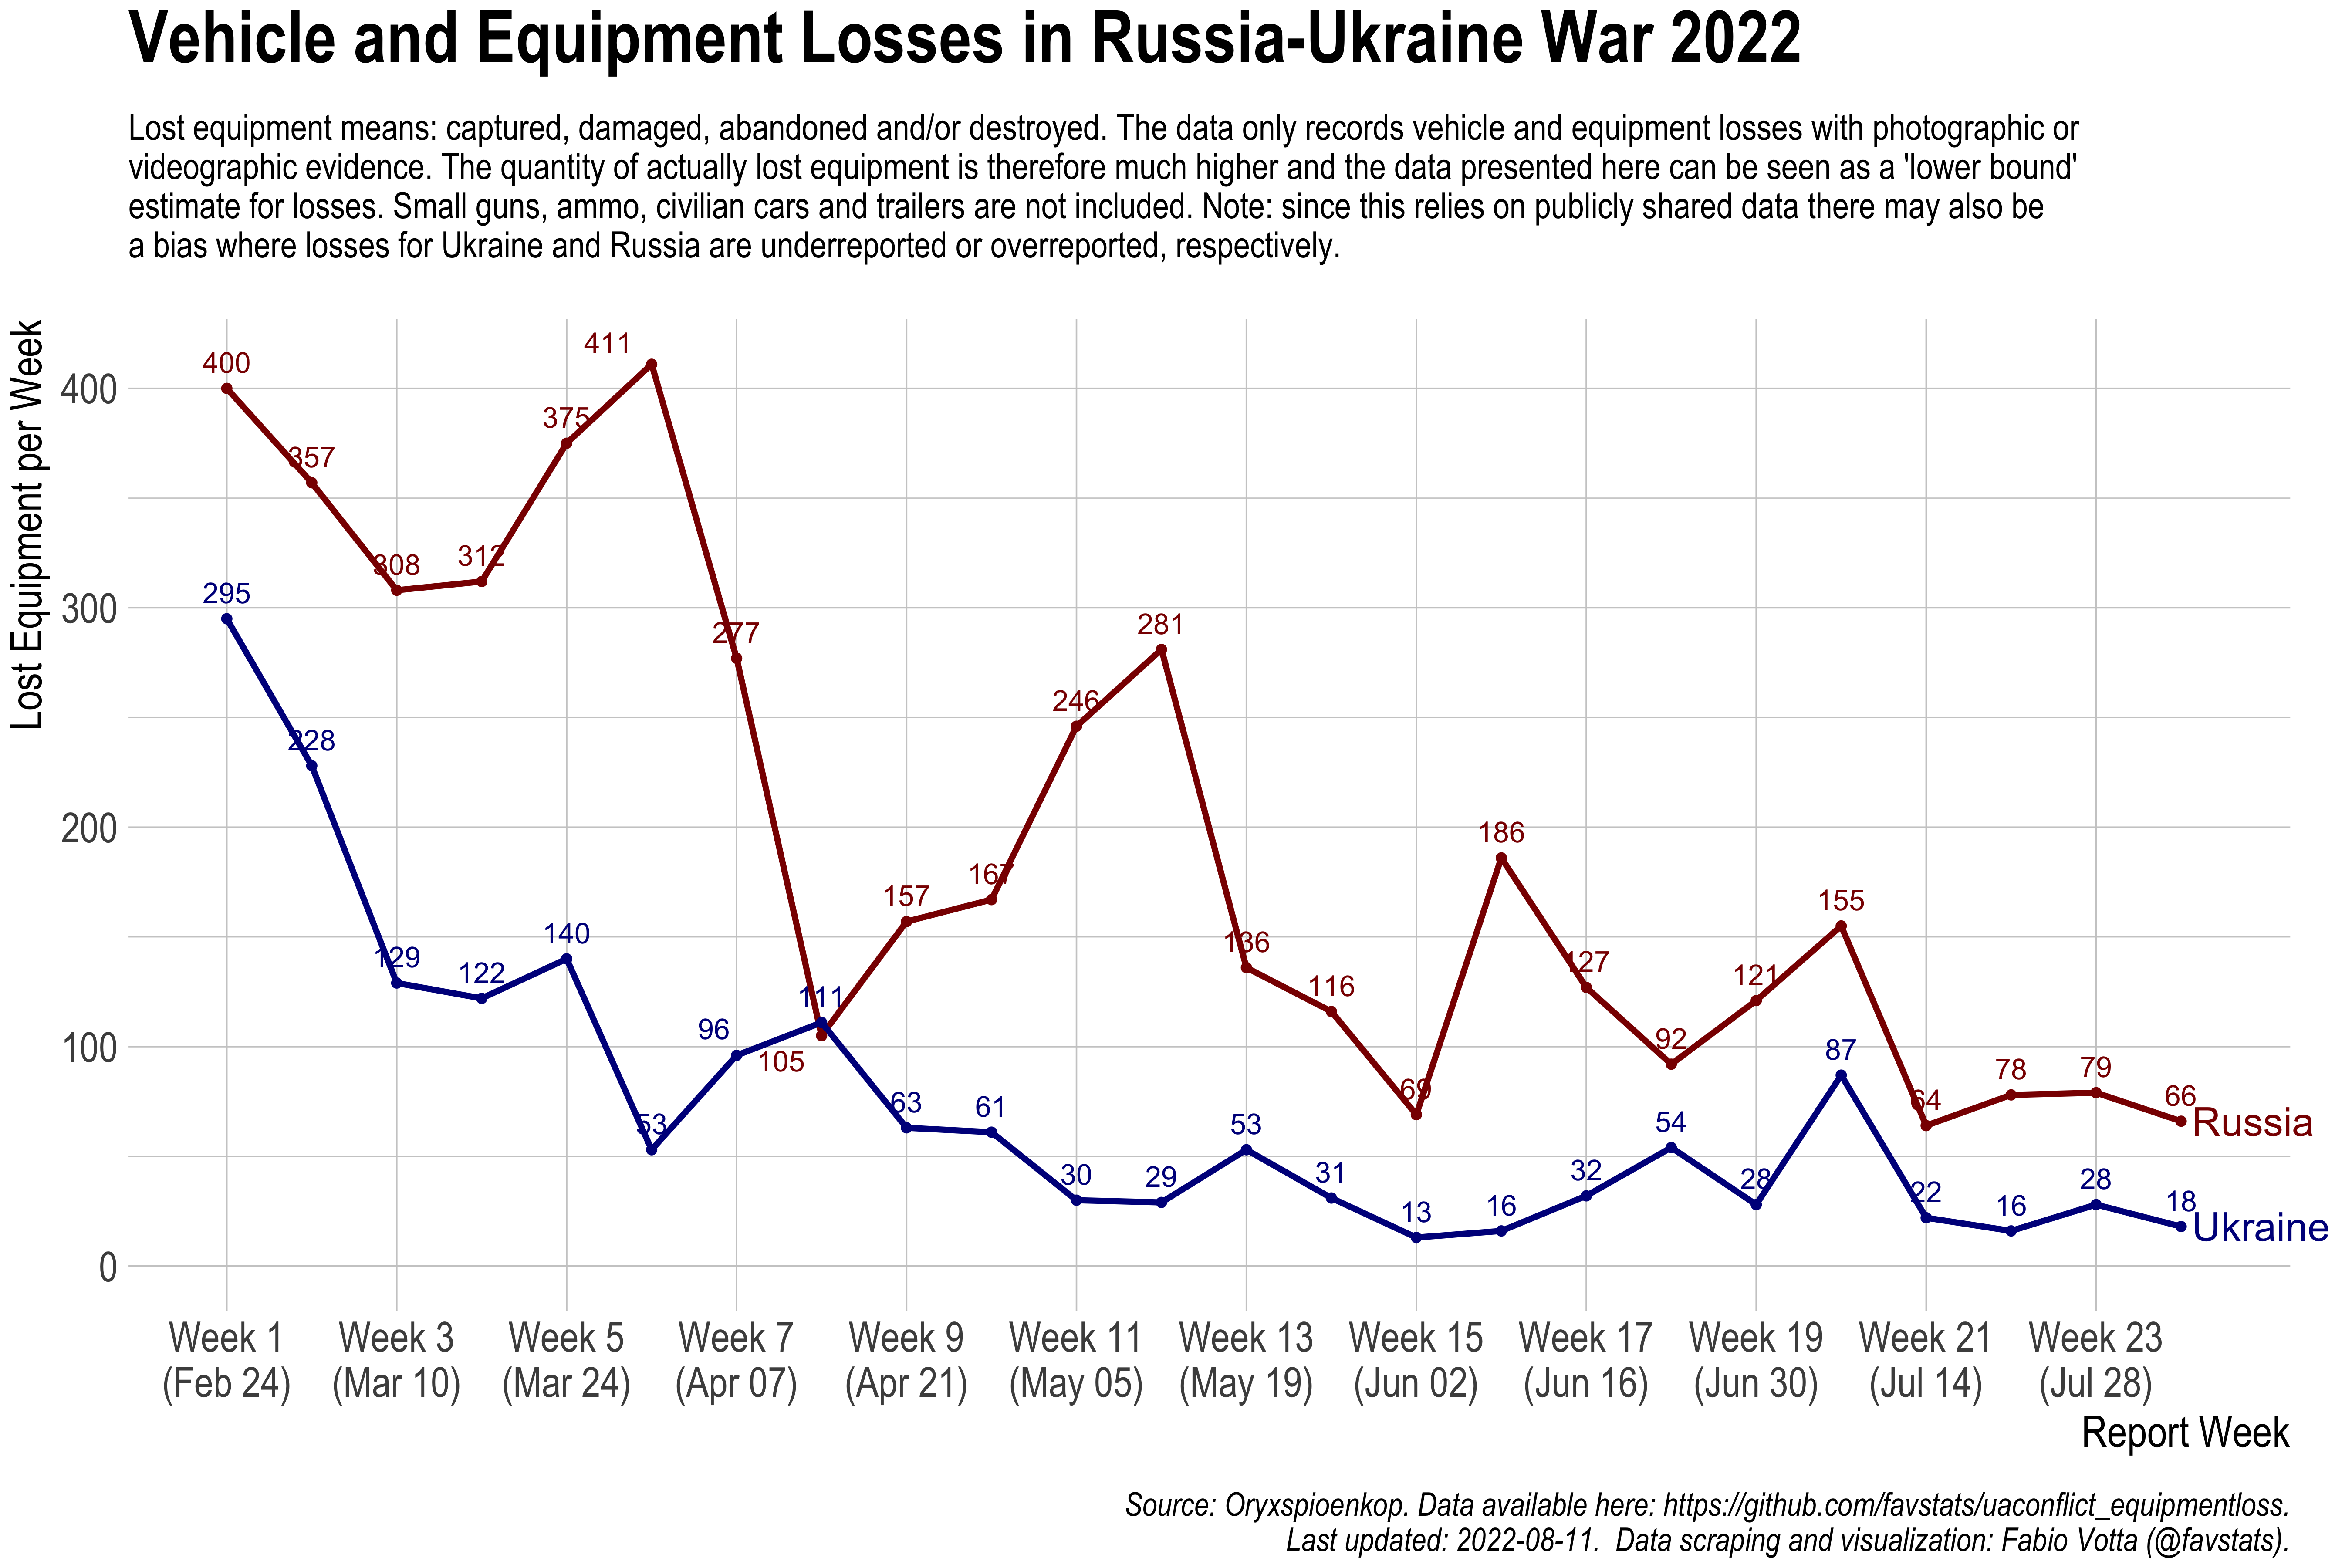 Vehicle and Equipment Losses in Russia-Ukraine War 2022
Lost equipment means: captured, damaged, abandoned and/or destroyed. The data only records vehicle and equipment losses with photographic or
videographic evidence. The quantity of actually lost equipment is therefore much higher and the data presented here can be seen as a 'lower bound'
estimate for losses. Small guns, ammo, civilian cars and trailers are not included. Note: since this relies on publicly shared data there may also be
a bias where losses for Ukraine and Russia are underreported or overreported, respectively.
Lost Equipment per Week
400
300
200
100
0
400 357 308 312 375 411 277 105 157 167 246 281 136 116 69 186 127 92 121 155 64 78 79 66
Russia
295 228 129 122 140 53 96 111 63 61 30 29 53 31 13 16 32 54 28 87 22 16 28 18
Ukraine
Week 1 Week 3 Week 5 Week 7 Week 9 Week 11 Week 13 Week 15 Week 17 Week 19 Week 21 Week 23
(Feb 24) (Mar 10) (Mar 24) (Apr 07) (Apr 21) (May 05) (May 19) (Jun 02) (Jun 16) (Jun 30) (Jul 14) (Jul 28)
Report Week
Source: Oryxspioenkop. Data available here: https://github.com/favstats/uaconflict_equipmentloss.
Last updated: 2022-08-11. Data scraping and visualization: Fabio Votta (@favstats).